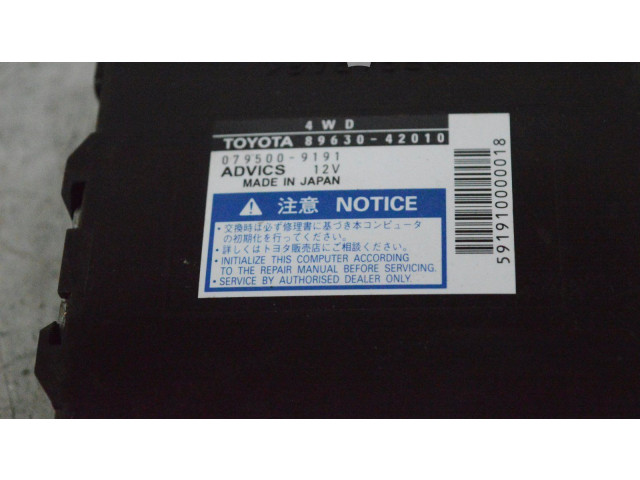 4WD
TOYOTA 89630-42010
079500-9191
ADVICS 12V
MADE IN JAPAN
注意 NOTICE
・交換時は必ず修理書に基づき本コンピュータ
の初期化を行ってください。
・詳しくはトヨタ販売店にご相談ください。
・INITIALIZE THIS COMPUTER ACCORDING
TO THE REPAIR MANUAL BEFORE SERVICING.
・SERVICE BY AUTHORISED DEALER ONLY.
591910000018